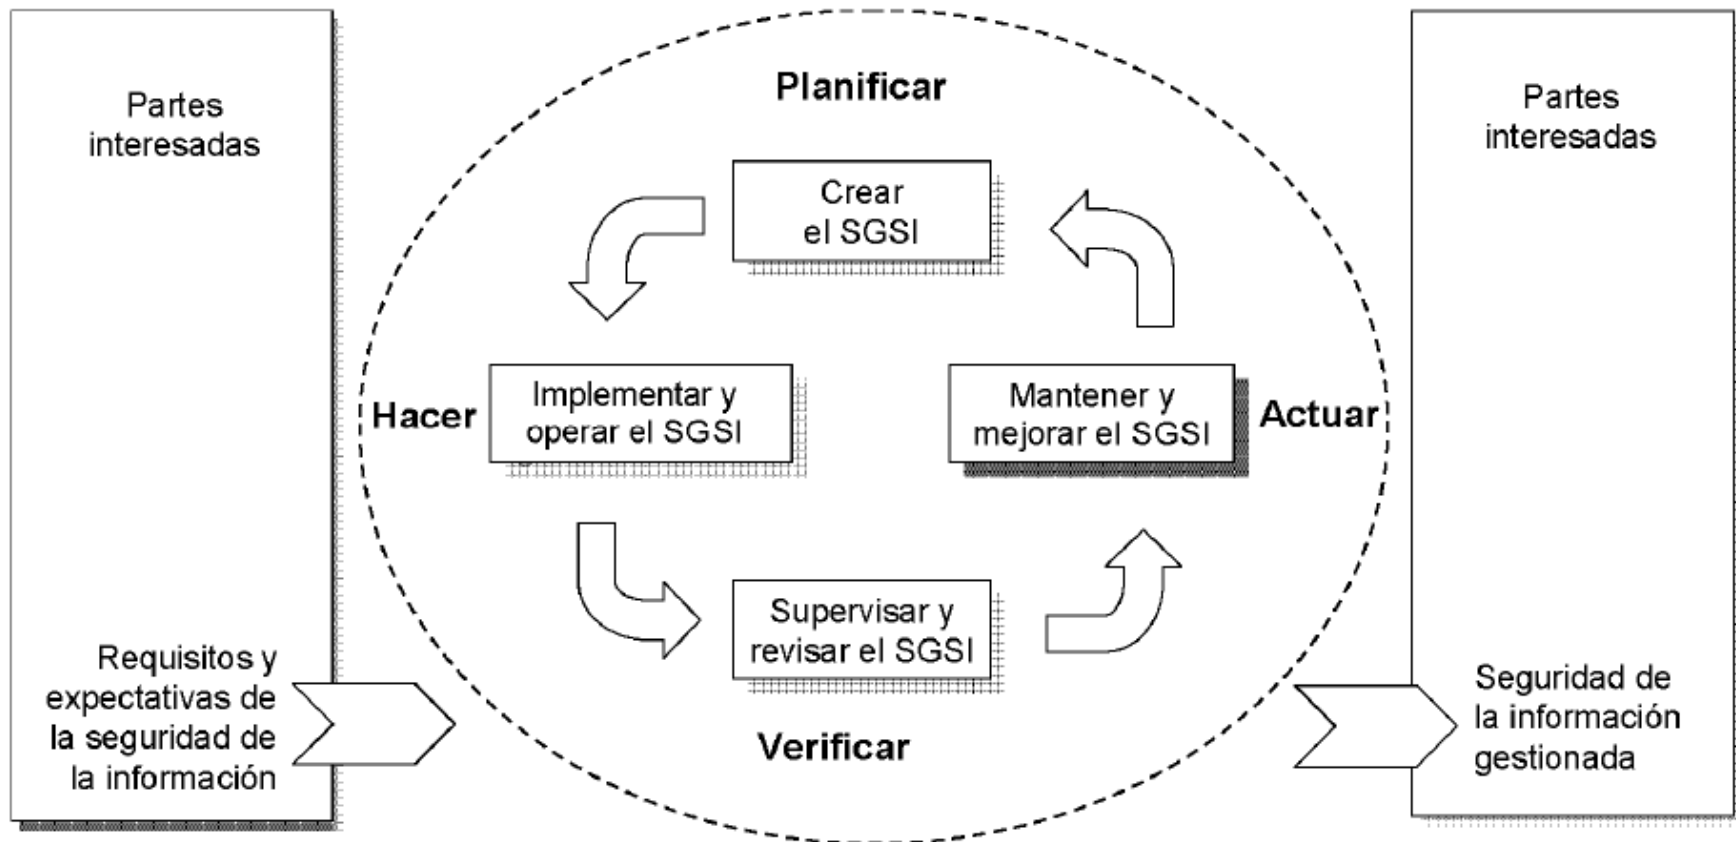 Partes
interesadas
Requisitos y
expectativas de
la seguridad de
la información
Planificar
Crear
el SGSI
Hacer
Implementar y
operar el SGSI
Mantener y
mejorar el SGSI
Actuar
Supervisar y
revisar el SGSI
Verificar
Partes
interesadas
Seguridad de
la información
gestionada